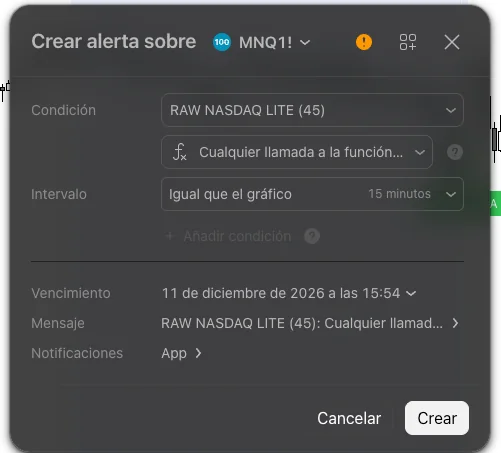 Crear alerta sobre 100 MNQ1!
Condición RAW NASDAQ LITE (45)
fx Cualquier llamada a la función... ?
Intervalo Igual que el gráfico 15 minutos
+ Añadir condición ?
Vencimiento 11 de diciembre de 2026 a las 15:54
Mensaje RAW NASDAQ LITE (45): Cualquier llamad...
Notificaciones App
Cancelar Crear
A